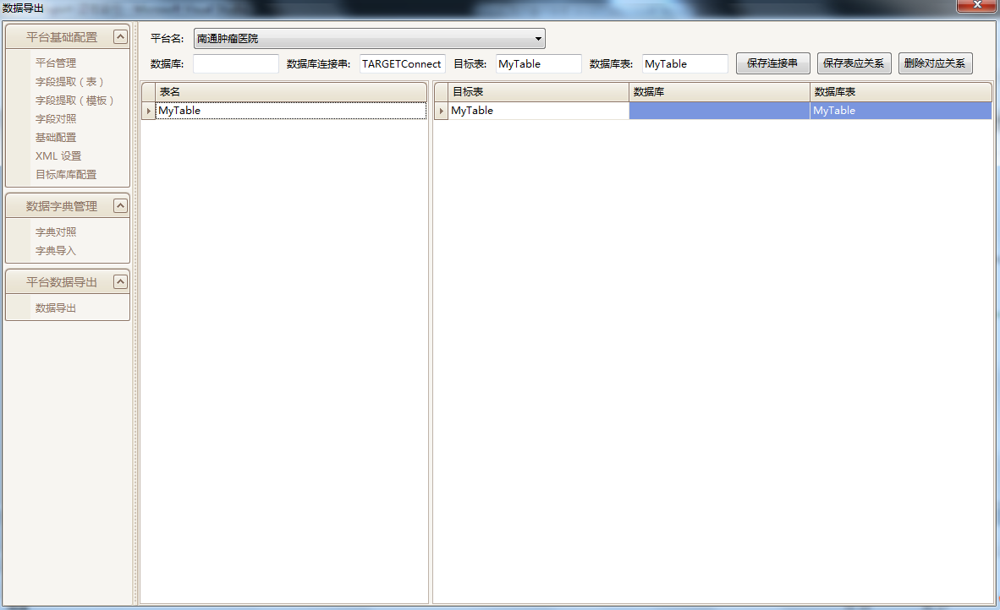 数据导出
平台基础配置
平台管理
字段提取（表）
字段提取（模板）
字段对照
基础配置
XML 设置
目标库库配置
数据字典管理
字典对照
字典导入
平台数据导出
数据导出
平台名: 南通肿瘤医院
数据库: 数据库连接串: TARGETConnect 目标表: MyTable 数据库表: MyTable 保存连接串 保存表应关系 删除对应关系
表名
MyTable
目标表 数据库 数据库表
MyTable MyTable